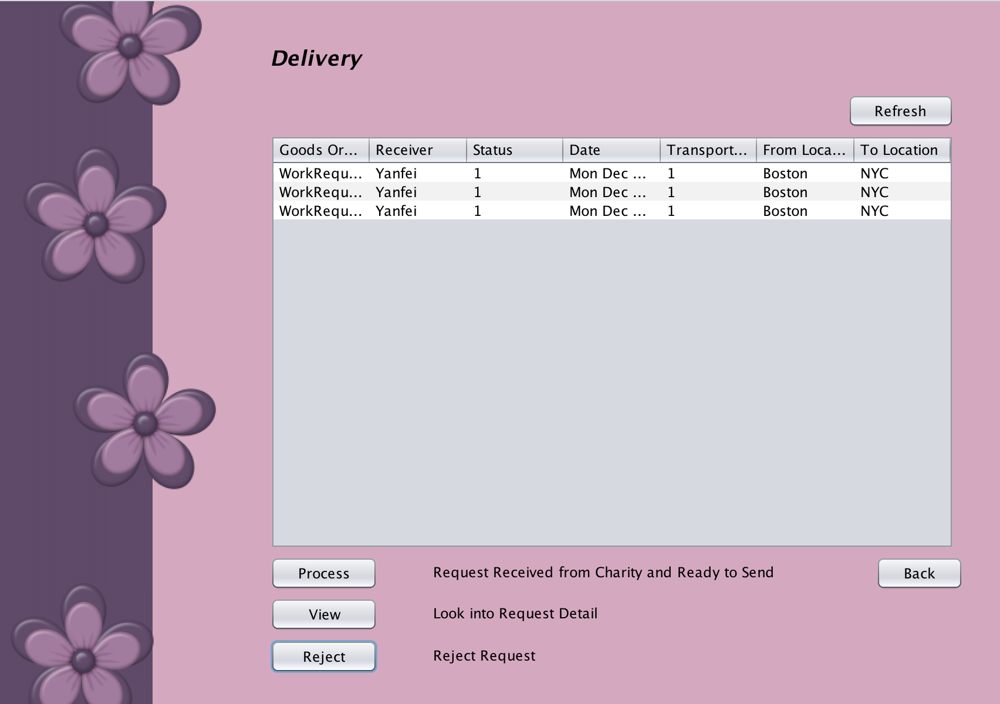 Delivery
Refresh
Goods Or... Receiver Status Date Transport... From Loca... To Location
WorkRequ... Yanfei 1 Mon Dec ... 1 Boston NYC
WorkRequ... Yanfei 1 Mon Dec ... 1 Boston NYC
WorkRequ... Yanfei 1 Mon Dec ... 1 Boston NYC
Process Request Received from Charity and Ready to Send Back
View Look into Request Detail
Reject Reject Request